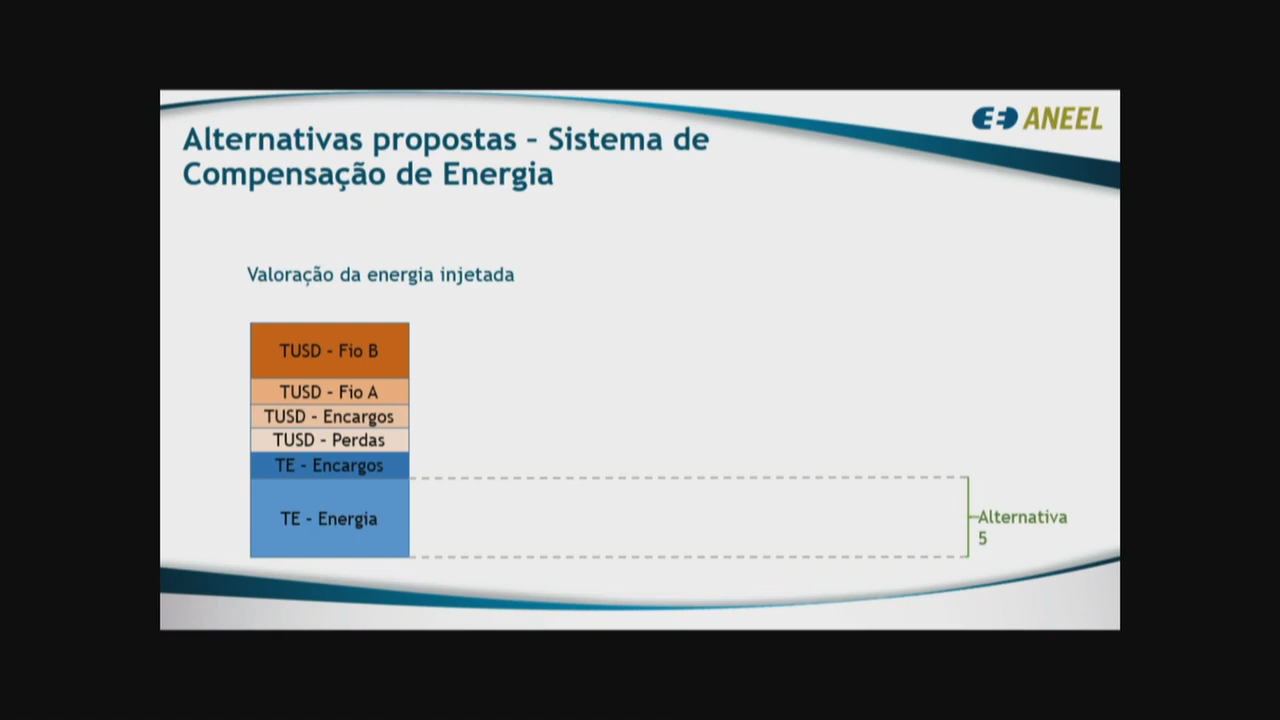 ANEEL
Alternativas propostas – Sistema de
Compensação de Energia
Valoração da energia injetada
TUSD - Fio B
TUSD - Fio A
TUSD - Encargos
TUSD - Perdas
TE - Encargos
TE - Energia
Alternativa
5